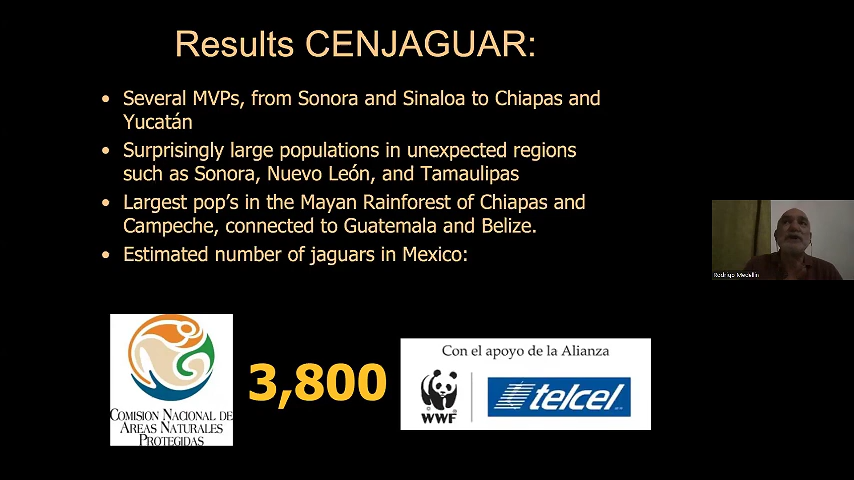 Results CENJAGUAR:
• Several MVPs, from Sonora and Sinaloa to Chiapas and
Yucatán
• Surprisingly large populations in unexpected regions
such as Sonora, Nuevo León, and Tamaulipas
• Largest pop's in the Mayan Rainforest of Chiapas and
Campeche, connected to Guatemala and Belize.
• Estimated number of jaguars in Mexico:
Rodrigo Medellín
COMISION NACIONAL DE
AREAS NATURALES
PROTEGIDAS
3,800
Con el apoyo de la Alianza
WWF
telcel